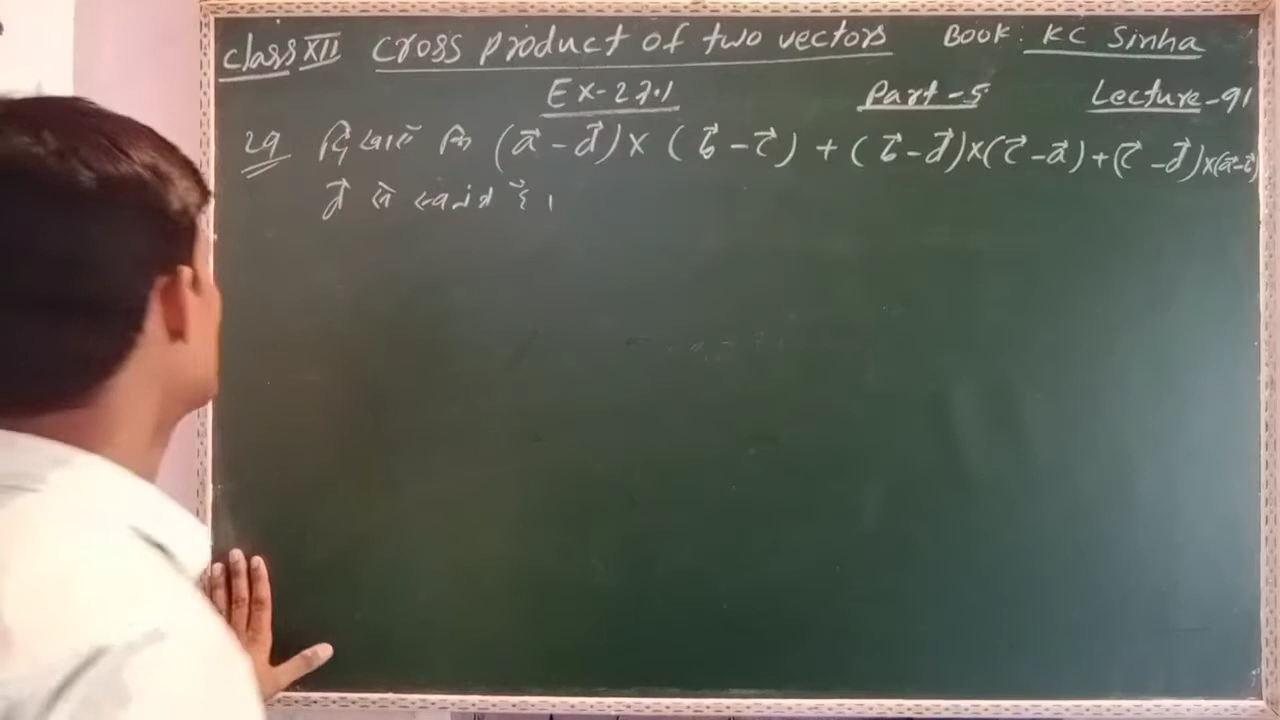 class XII cross product of two vectors Book: KC Sinha
Ex-27.1 Part-5 Lecture-91
29 कि (a⃗ - d⃗) × (b⃗ - c⃗) + (b⃗ - d⃗)×(c⃗ - a⃗) + (c⃗ - d⃗)×(a⃗-b⃗)
d⃗ से स्वतंत्र है।